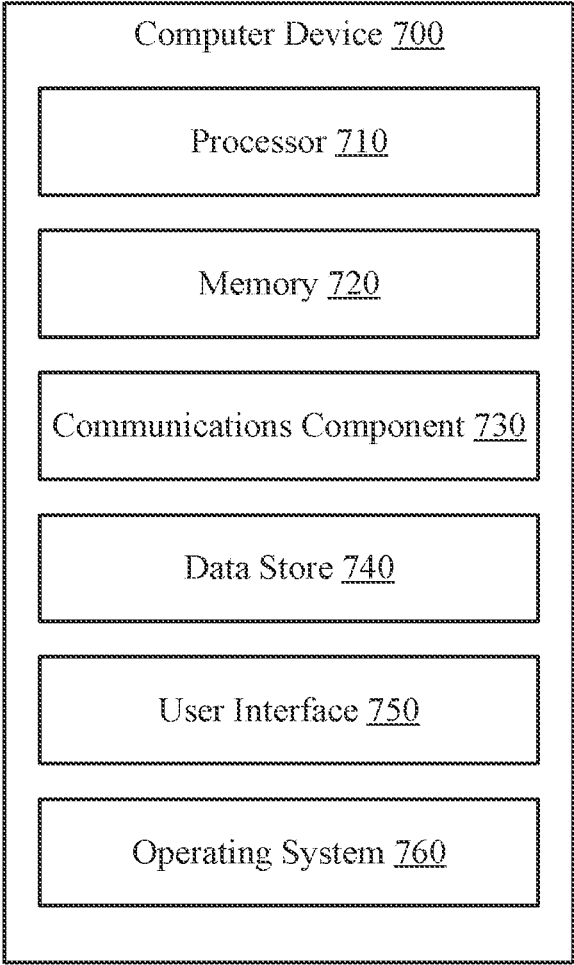 Computer Device 700
Processor 710
Memory 720
Communications Component 730
Data Store 740
User Interface 750
Operating System 760